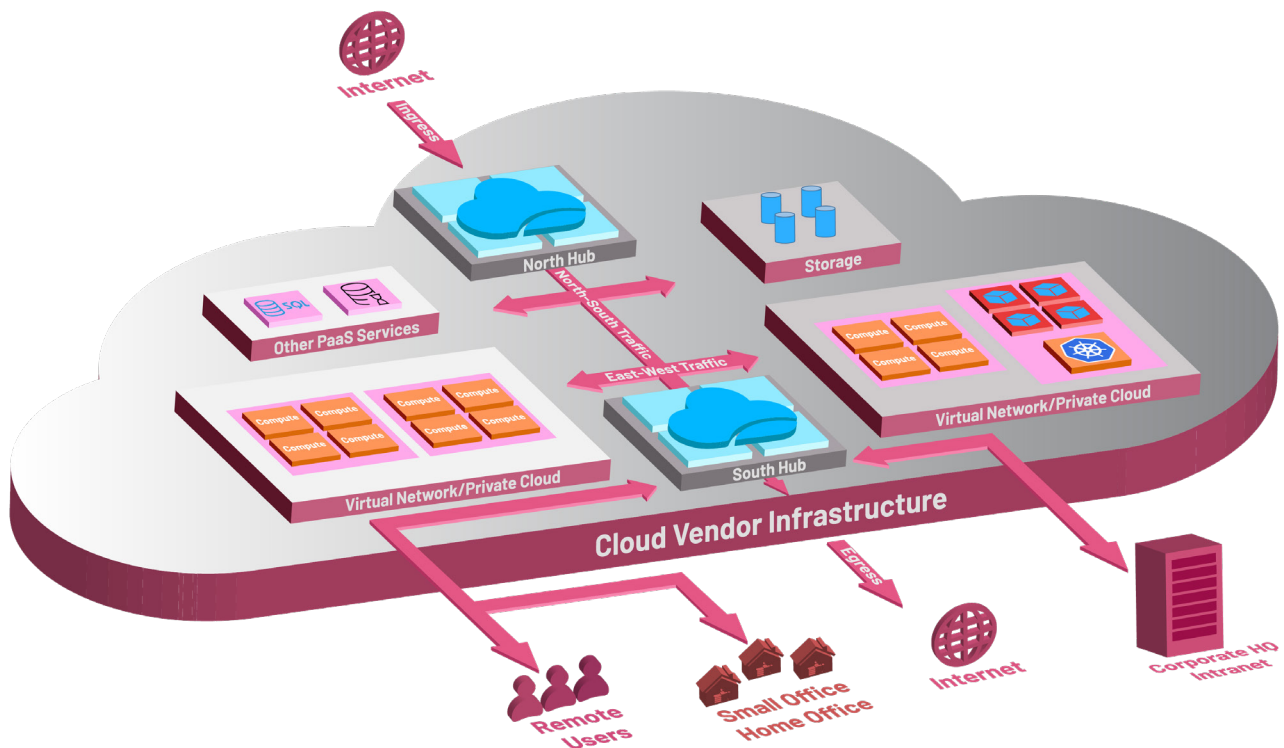 Internet
Ingress
North Hub
Storage
SQL
Other PaaS Services
North-South Traffic
East-West Traffic
Compute
Compute
Compute
Compute
Virtual Network/Private Cloud
Compute
Compute
Compute
Compute
Compute
Compute
Compute
Compute
Virtual Network/Private Cloud
South Hub
Cloud Vendor Infrastructure
Egress
Internet
Corporate HQ
Intranet
Small Office
Home Office
Remote
Users